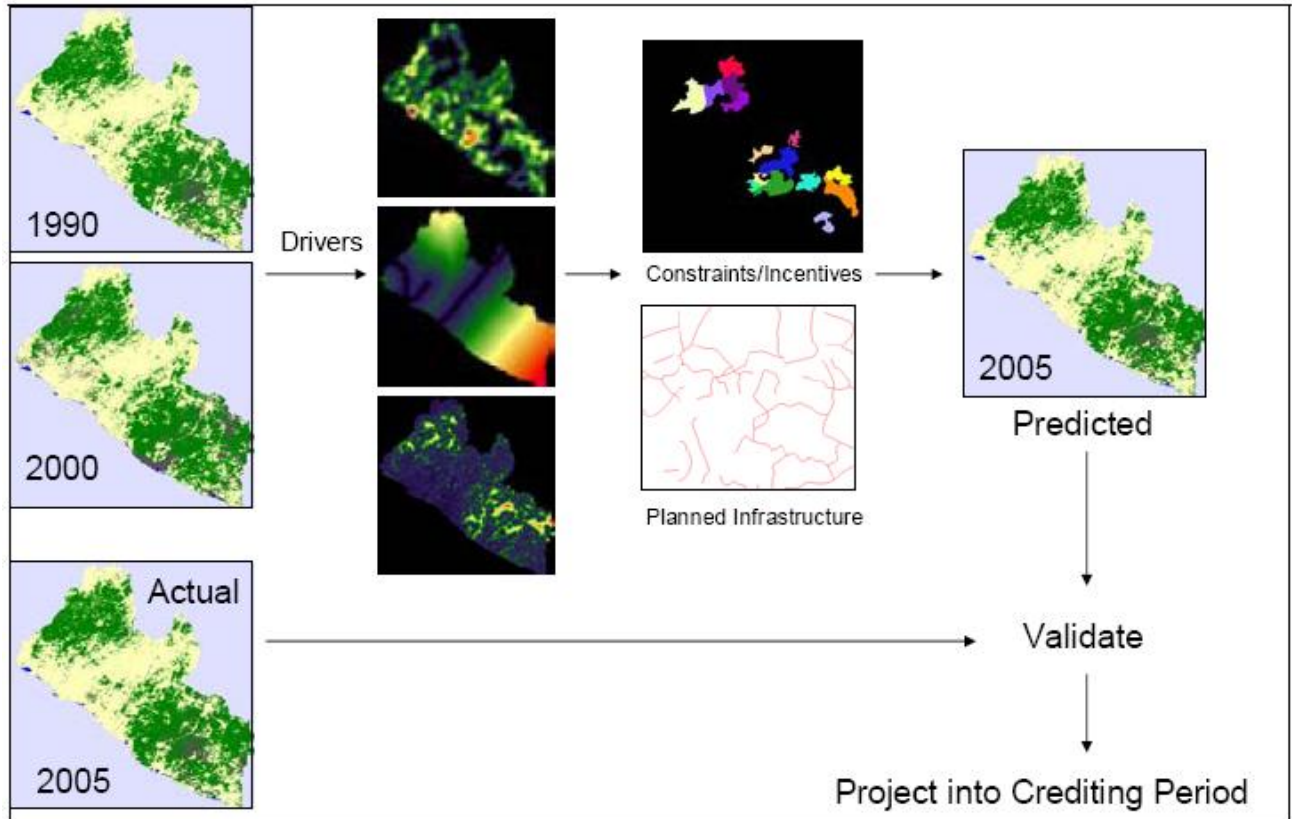 1990
Drivers
Constraints/Incentives
2000
Planned Infrastructure
2005
Predicted
Actual
2005
Validate
Project into Crediting Period